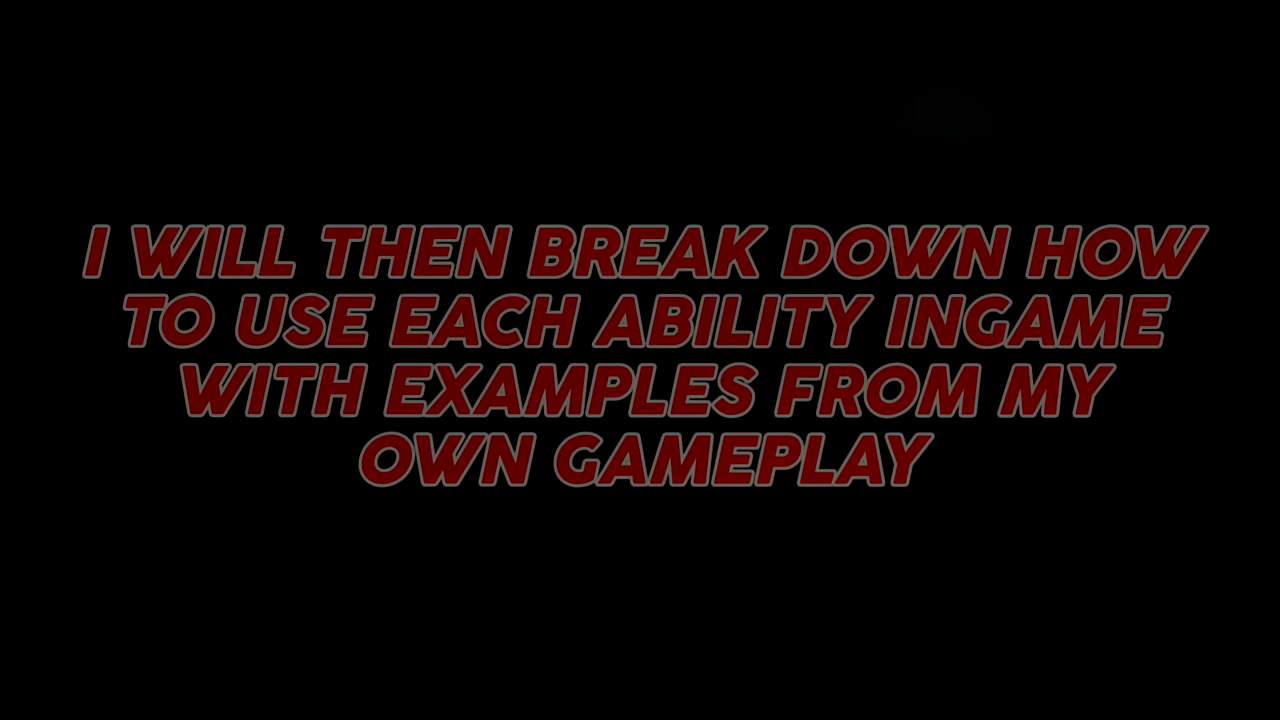 I WILL THEN BREAK DOWN HOW
TO USE EACH ABILITY INGAME
WITH EXAMPLES FROM MY
OWN GAMEPLAY